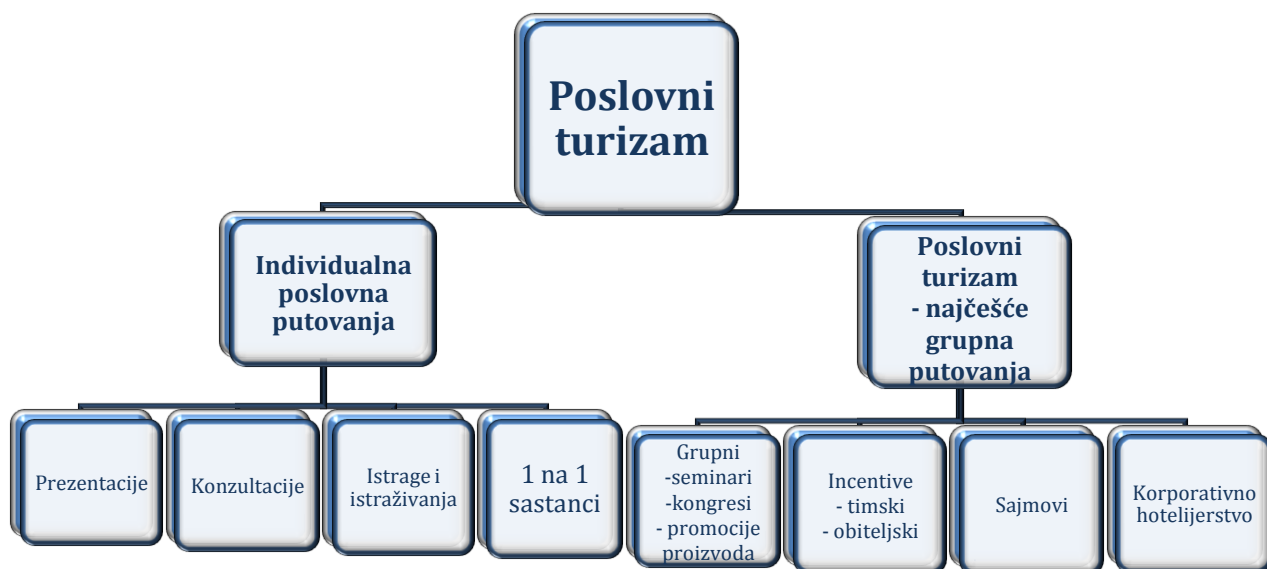 Poslovni
turizam
Individualna
poslovna
putovanja
Poslovni
turizam
- najčešće
grupna
putovanja
Prezentacije
Konzultacije
Istrage i
istraživanja
1 na 1
sastanci
Grupni
-seminari
-kongresi
- promocije
proizvoda
Incentive
- timski
- obiteljski
Sajmovi
Korporativno
hotelijerstvo